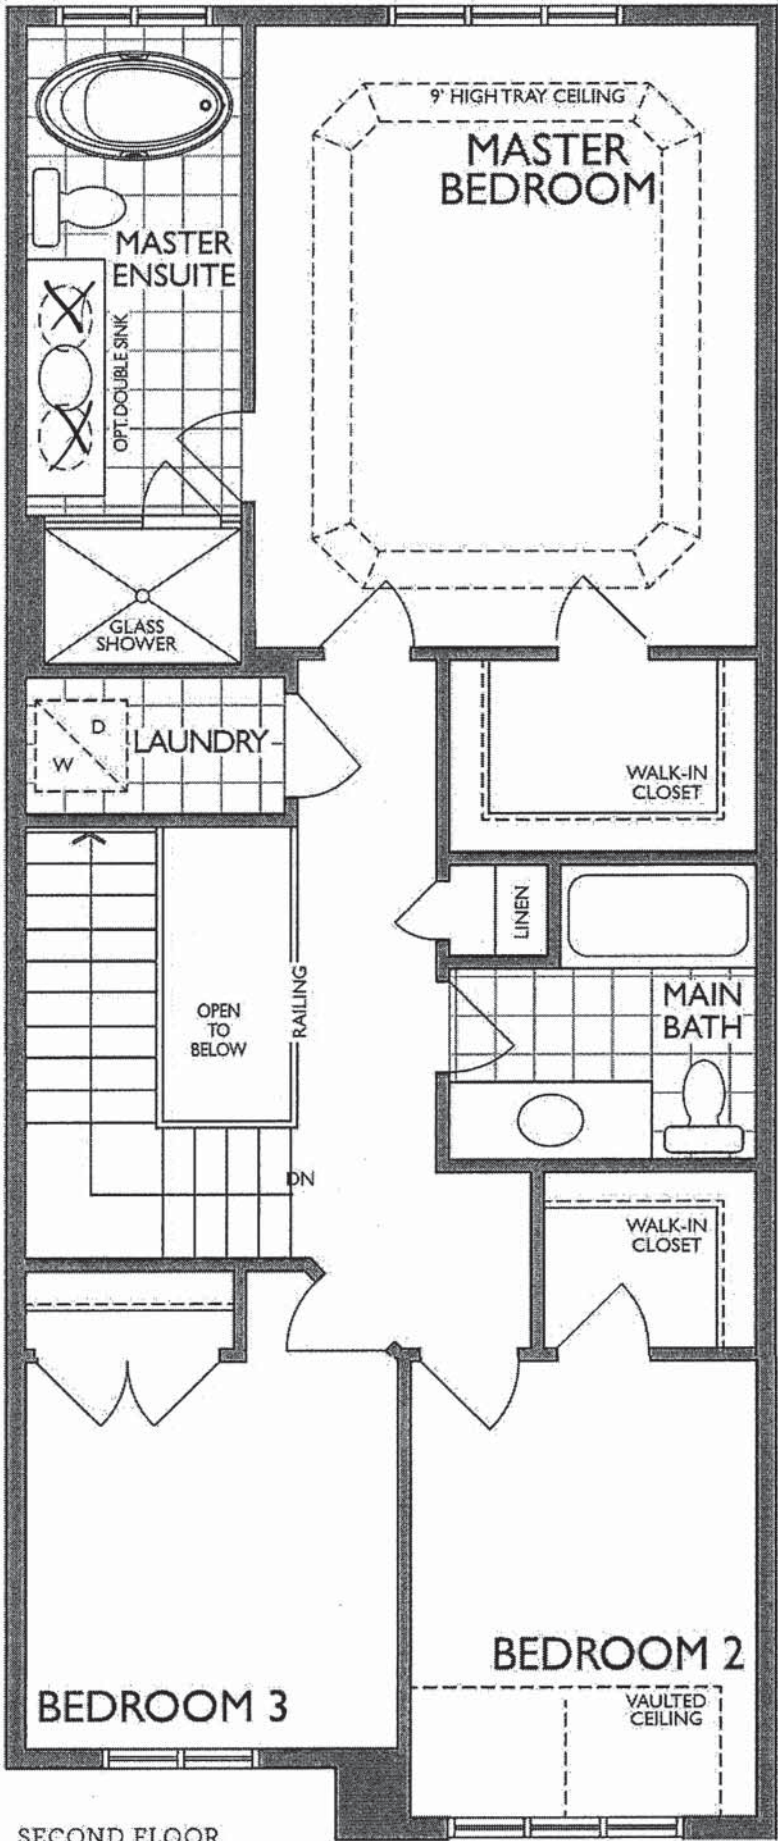 9' HIGH TRAY CEILING
MASTER
BEDROOM
MASTER
ENSUITE
OPT. DOUBLE SINK
GLASS
SHOWER
D
W
LAUNDRY
WALK-IN
CLOSET
LINEN
OPEN
TO
BELOW
RAILING
MAIN
BATH
DN
WALK-IN
CLOSET
BEDROOM 2
VAULTED
CEILING
BEDROOM 3
SECOND FLOOR